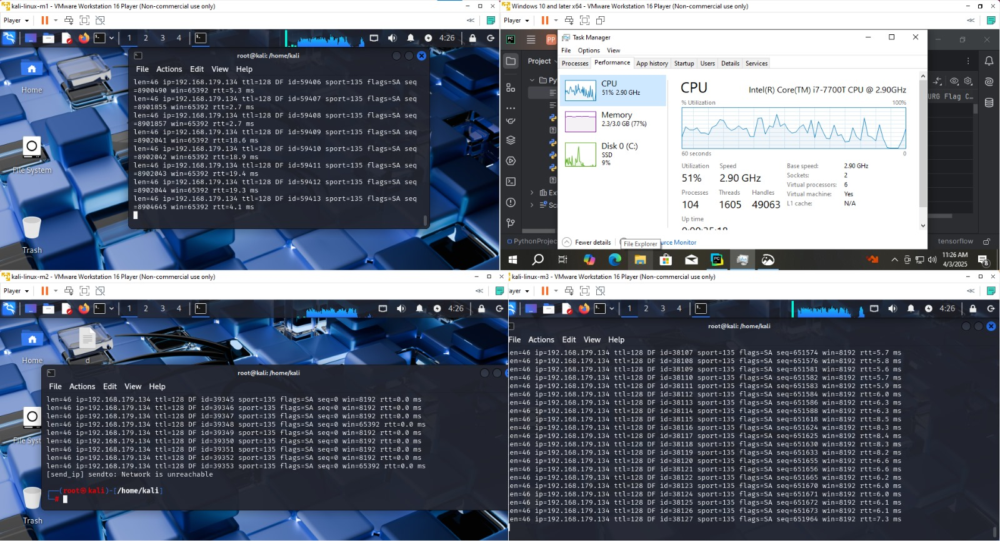 kali-linux-m1 - VMware Workstation 16 Player (Non-commercial use only)
Player
1 2 3 4
4:26
root@kali: /home/kali
File Actions Edit View Help
len=46 ip=192.168.179.134 ttl=128 DF id=59406 sport=135 flags=SA seq
=8900490 win=65392 rtt=5.3 ms
len=46 ip=192.168.179.134 ttl=128 DF id=59407 sport=135 flags=SA seq
=8901855 win=65392 rtt=2.7 ms
len=46 ip=192.168.179.134 ttl=128 DF id=59408 sport=135 flags=SA seq
=8901857 win=65392 rtt=2.7 ms
len=46 ip=192.168.179.134 ttl=128 DF id=59409 sport=135 flags=SA seq
=8902041 win=65392 rtt=18.6 ms
len=46 ip=192.168.179.134 ttl=128 DF id=59410 sport=135 flags=SA seq
=8902042 win=65392 rtt=18.9 ms
len=46 ip=192.168.179.134 ttl=128 DF id=59411 sport=135 flags=SA seq
=8902043 win=65392 rtt=19.4 ms
len=46 ip=192.168.179.134 ttl=128 DF id=59412 sport=135 flags=SA seq
=8902044 win=65392 rtt=19.3 ms
len=46 ip=192.168.179.134 ttl=128 DF id=59413 sport=135 flags=SA seq
=8904645 win=65392 rtt=4.1 ms
Home
File System
Trash
Windows 10 and later x64 - VMware Workstation 16 Player (Non-commercial use only)
Player
PC
PP
Project
Py
Ex
Sc
URG Flag C...
Task Manager
File Options View
Processes Performance App history Startup Users Details Services
CPU
51% 2.90 GHz
Memory
2.3/3.0 GB (77%)
Disk 0 (C:)
SSD
9%
CPU Intel(R) Core(TM) i7-7700T CPU @ 2.90GHz
% Utilization 100%
60 seconds 0
Utilization Speed
51% 2.90 GHz
Processes Threads Handles
104 1605 49063
Up time
0:00:35:18
Base speed: 2.90 GHz
Sockets: 2
Virtual processors: 6
Virtual machine: Yes
L1 cache: N/A
Fewer details
File Explorer
urce Monitor
PythonProjec
tensorflow
11:26 AM
4/3/2025
8
kali-linux-m2 - VMware Workstation 16 Player (Non-commercial use only)
Player
1 2 3 4
4:26
Home
d
File Syst
Trash
root@kali: /home/kali
File Actions Edit View Help
len=46 ip=192.168.179.134 ttl=128 DF id=39345 sport=135 flags=SA seq=0 win=8192 rtt=0.0 ms
len=46 ip=192.168.179.134 ttl=128 DF id=39346 sport=135 flags=SA seq=0 win=8192 rtt=0.0 ms
len=46 ip=192.168.179.134 ttl=128 DF id=39347 sport=135 flags=SA seq=0 win=8192 rtt=0.0 ms
len=46 ip=192.168.179.134 ttl=128 DF id=39348 sport=135 flags=SA seq=0 win=65392 rtt=0.0 ms
len=46 ip=192.168.179.134 ttl=128 DF id=39349 sport=135 flags=SA seq=0 win=8192 rtt=0.0 ms
len=46 ip=192.168.179.134 ttl=128 DF id=39350 sport=135 flags=SA seq=0 win=8192 rtt=0.0 ms
len=46 ip=192.168.179.134 ttl=128 DF id=39351 sport=135 flags=SA seq=0 win=8192 rtt=0.0 ms
len=46 ip=192.168.179.134 ttl=128 DF id=39352 sport=135 flags=SA seq=0 win=8192 rtt=0.0 ms
len=46 ip=192.168.179.134 ttl=128 DF id=39353 sport=135 flags=SA seq=0 win=65392 rtt=0.0 ms
[send_ip] sendto: Network is unreachable
(root㉿kali)-[/home/kali]
#
kali-linux-m3 - VMware Workstation 16 Player (Non-commercial use only)
ayer
1 2 3 4
4:26
root@kali: /home/kali
File Actions Edit View Help
len=46 ip=192.168.179.134 ttl=128 DF id=38107 sport=135 flags=SA seq=651574 win=8192 rtt=5.7 ms
len=46 ip=192.168.179.134 ttl=128 DF id=38108 sport=135 flags=SA seq=651576 win=8192 rtt=5.8 ms
len=46 ip=192.168.179.134 ttl=128 DF id=38109 sport=135 flags=SA seq=651581 win=8192 rtt=5.6 ms
len=46 ip=192.168.179.134 ttl=128 DF id=38110 sport=135 flags=SA seq=651582 win=8192 rtt=5.7 ms
len=46 ip=192.168.179.134 ttl=128 DF id=38111 sport=135 flags=SA seq=651583 win=8192 rtt=5.9 ms
len=46 ip=192.168.179.134 ttl=128 DF id=38112 sport=135 flags=SA seq=651584 win=8192 rtt=6.0 ms
len=46 ip=192.168.179.134 ttl=128 DF id=38113 sport=135 flags=SA seq=651586 win=8192 rtt=6.3 ms
len=46 ip=192.168.179.134 ttl=128 DF id=38114 sport=135 flags=SA seq=651588 win=8192 rtt=6.3 ms
len=46 ip=192.168.179.134 ttl=128 DF id=38115 sport=135 flags=SA seq=651618 win=8192 rtt=8.5 ms
len=46 ip=192.168.179.134 ttl=128 DF id=38116 sport=135 flags=SA seq=651624 win=8192 rtt=8.3 ms
len=46 ip=192.168.179.134 ttl=128 DF id=38117 sport=135 flags=SA seq=651625 win=8192 rtt=8.4 ms
len=46 ip=192.168.179.134 ttl=128 DF id=38118 sport=135 flags=SA seq=651630 win=8192 rtt=8.3 ms
len=46 ip=192.168.179.134 ttl=128 DF id=38119 sport=135 flags=SA seq=651633 win=8192 rtt=8.2 ms
len=46 ip=192.168.179.134 ttl=128 DF id=38120 sport=135 flags=SA seq=651655 win=8192 rtt=6.6 ms
len=46 ip=192.168.179.134 ttl=128 DF id=38121 sport=135 flags=SA seq=651656 win=8192 rtt=6.6 ms
len=46 ip=192.168.179.134 ttl=128 DF id=38122 sport=135 flags=SA seq=651665 win=8192 rtt=6.2 ms
len=46 ip=192.168.179.134 ttl=128 DF id=38123 sport=135 flags=SA seq=651670 win=8192 rtt=6.0 ms
len=46 ip=192.168.179.134 ttl=128 DF id=38124 sport=135 flags=SA seq=651671 win=8192 rtt=6.0 ms
len=46 ip=192.168.179.134 ttl=128 DF id=38125 sport=135 flags=SA seq=651672 win=8192 rtt=6.1 ms
len=46 ip=192.168.179.134 ttl=128 DF id=38126 sport=135 flags=SA seq=651673 win=8192 rtt=6.1 ms
len=46 ip=192.168.179.134 ttl=128 DF id=38127 sport=135 flags=SA seq=651964 win=8192 rtt=7.3 ms